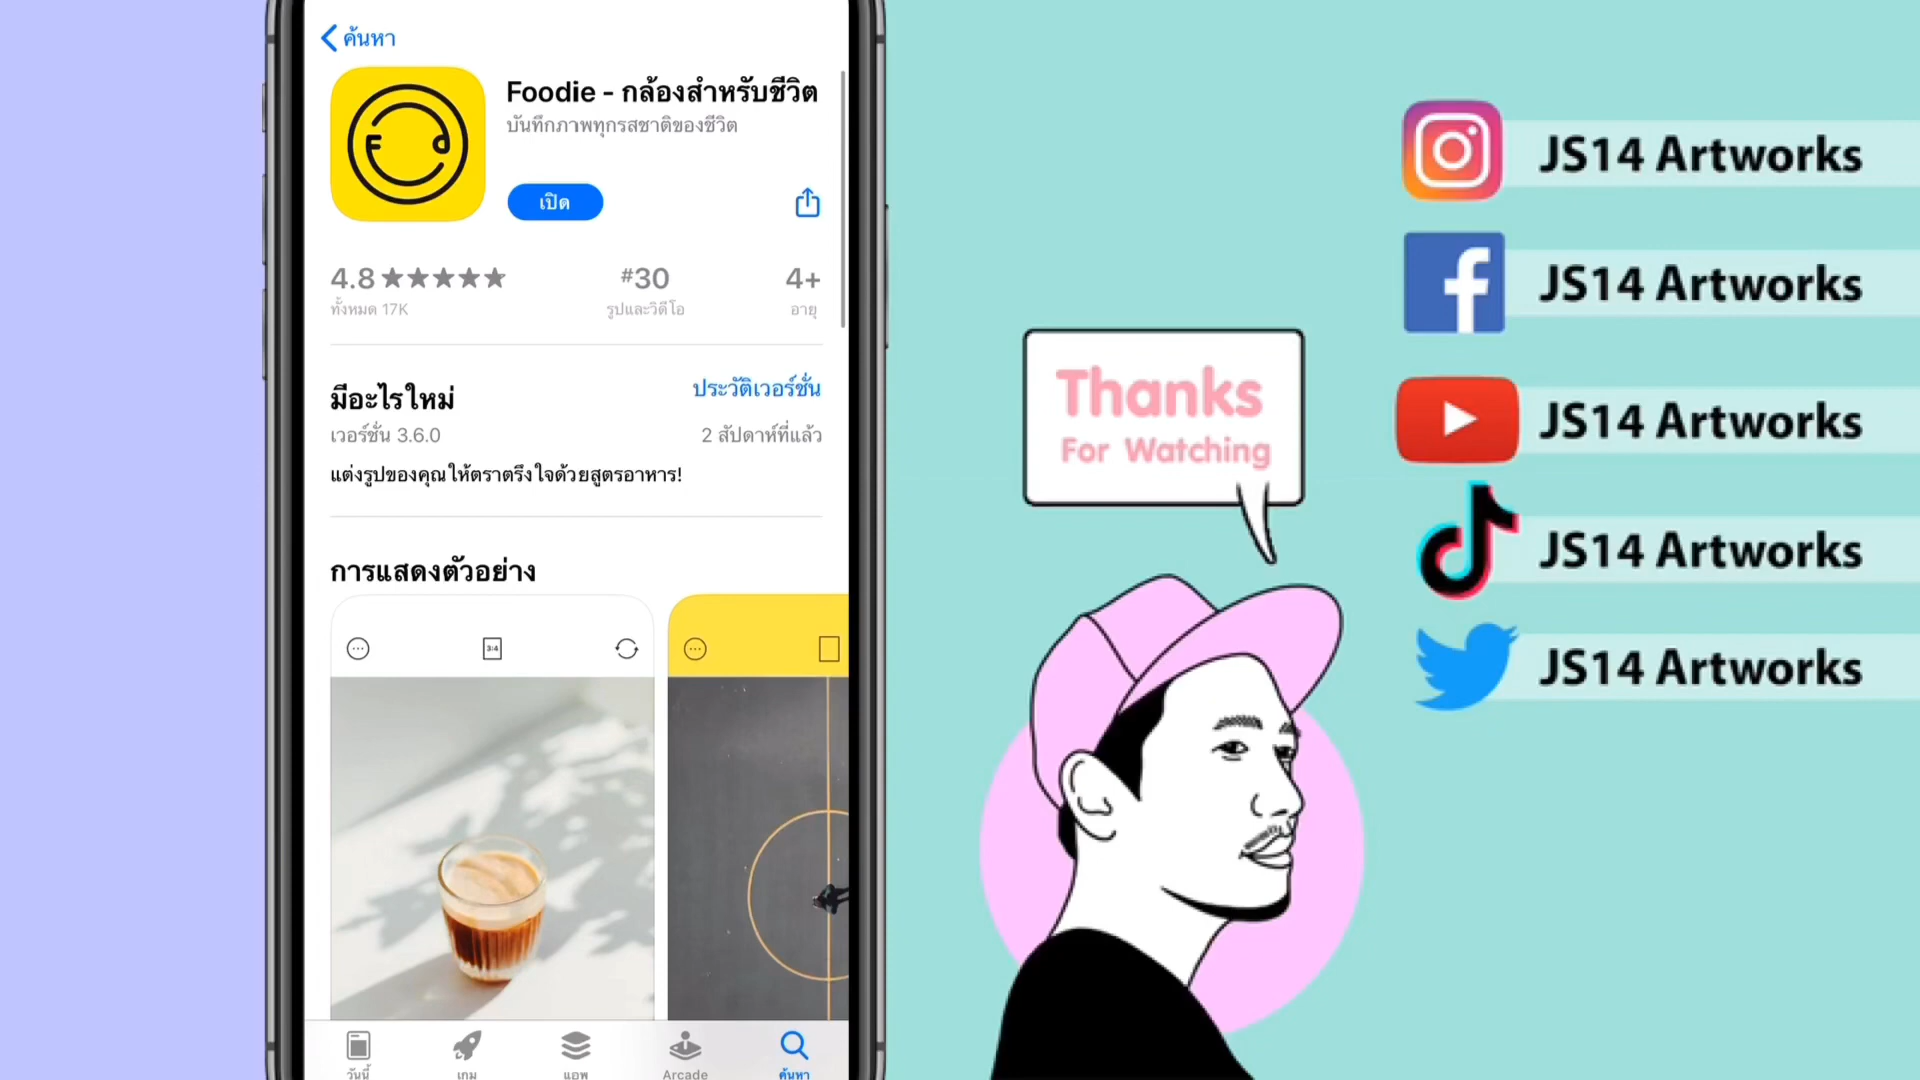 ค้นหา
Foodie - กล้องสำหรับชีวิต
บันทึกภาพทุกรสชาติของชีวิต
เปิด
4.8 ★★★★★
ทั้งหมด 17K
#30
รูปและวิดีโอ
4+
อายุ
มีอะไรใหม่
ประวัติเวอร์ชั่น
เวอร์ชั่น 3.6.0
2 สัปดาห์ที่แล้ว
แต่งรูปของคุณให้ตราตรึงใจด้วยสูตรอาหาร!
การแสดงตัวอย่าง
3:4
วันนี้
เกม
แอพ
Arcade
ค้นหา
Thanks
For Watching
JS14 Artworks
JS14 Artworks
JS14 Artworks
JS14 Artworks
JS14 Artworks